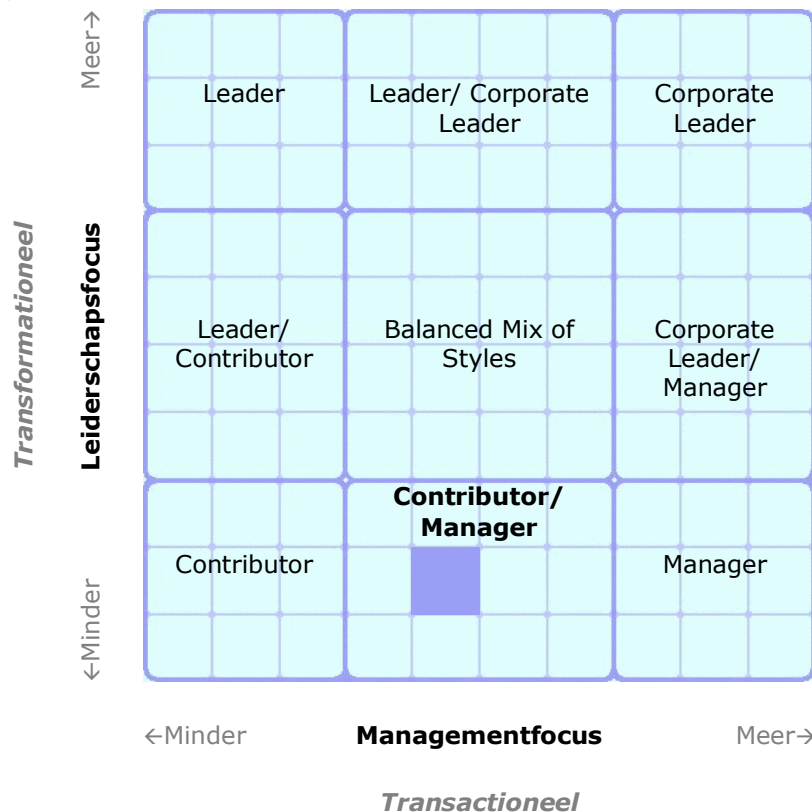 Meer→
Leader
Leader/ Corporate
Leader
Corporate
Leader
Transformationeel
Leiderschapsfocus
Leader/
Contributor
Balanced Mix of
Styles
Corporate
Leader/
Manager
Contributor/
Manager
Contributor
Manager
←Minder
←Minder
Managementfocus
Meer→
Transactioneel